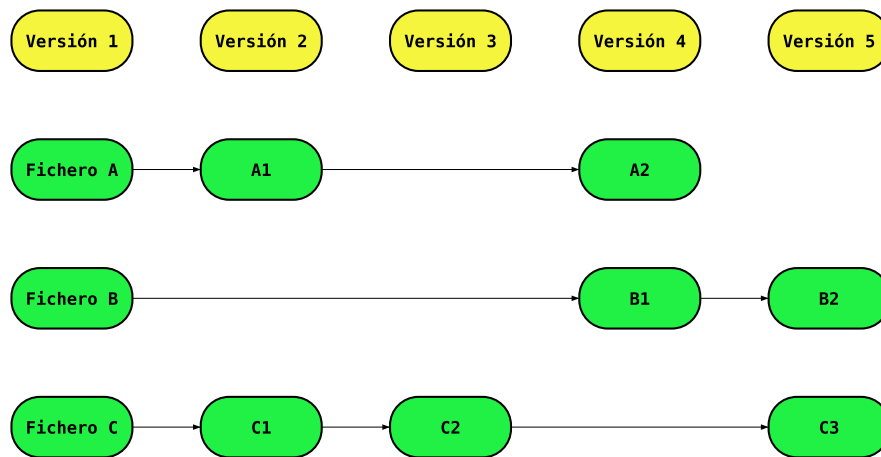 Versión 1 Versión 2 Versión 3 Versión 4 Versión 5
Fichero A A1 A2
Fichero B B1 B2
Fichero C C1 C2 C3